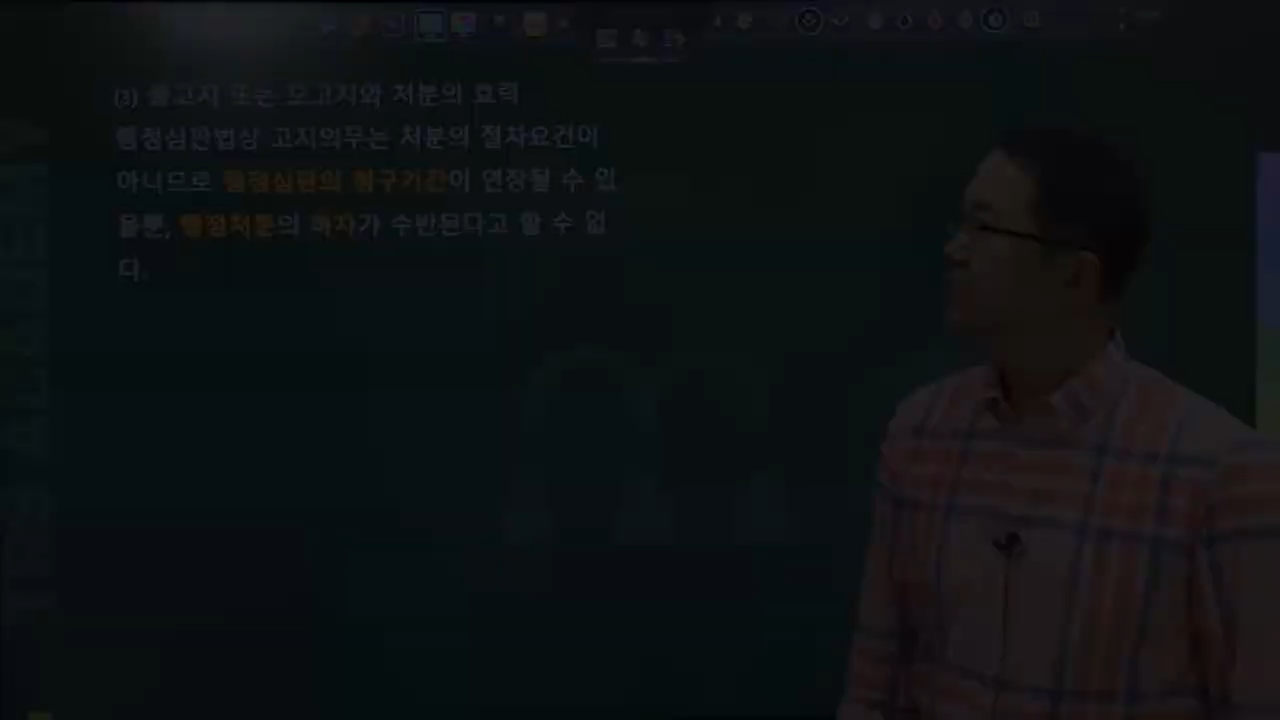 (3) 불고지 또는 오고지와 처분의 효력
행정심판법상 고지의무는 처분의 절차요건이
아니므로 행정심판의 청구기간이 연장될 수 있
을뿐, 행정처분의 하자가 수반된다고 할 수 없
다.